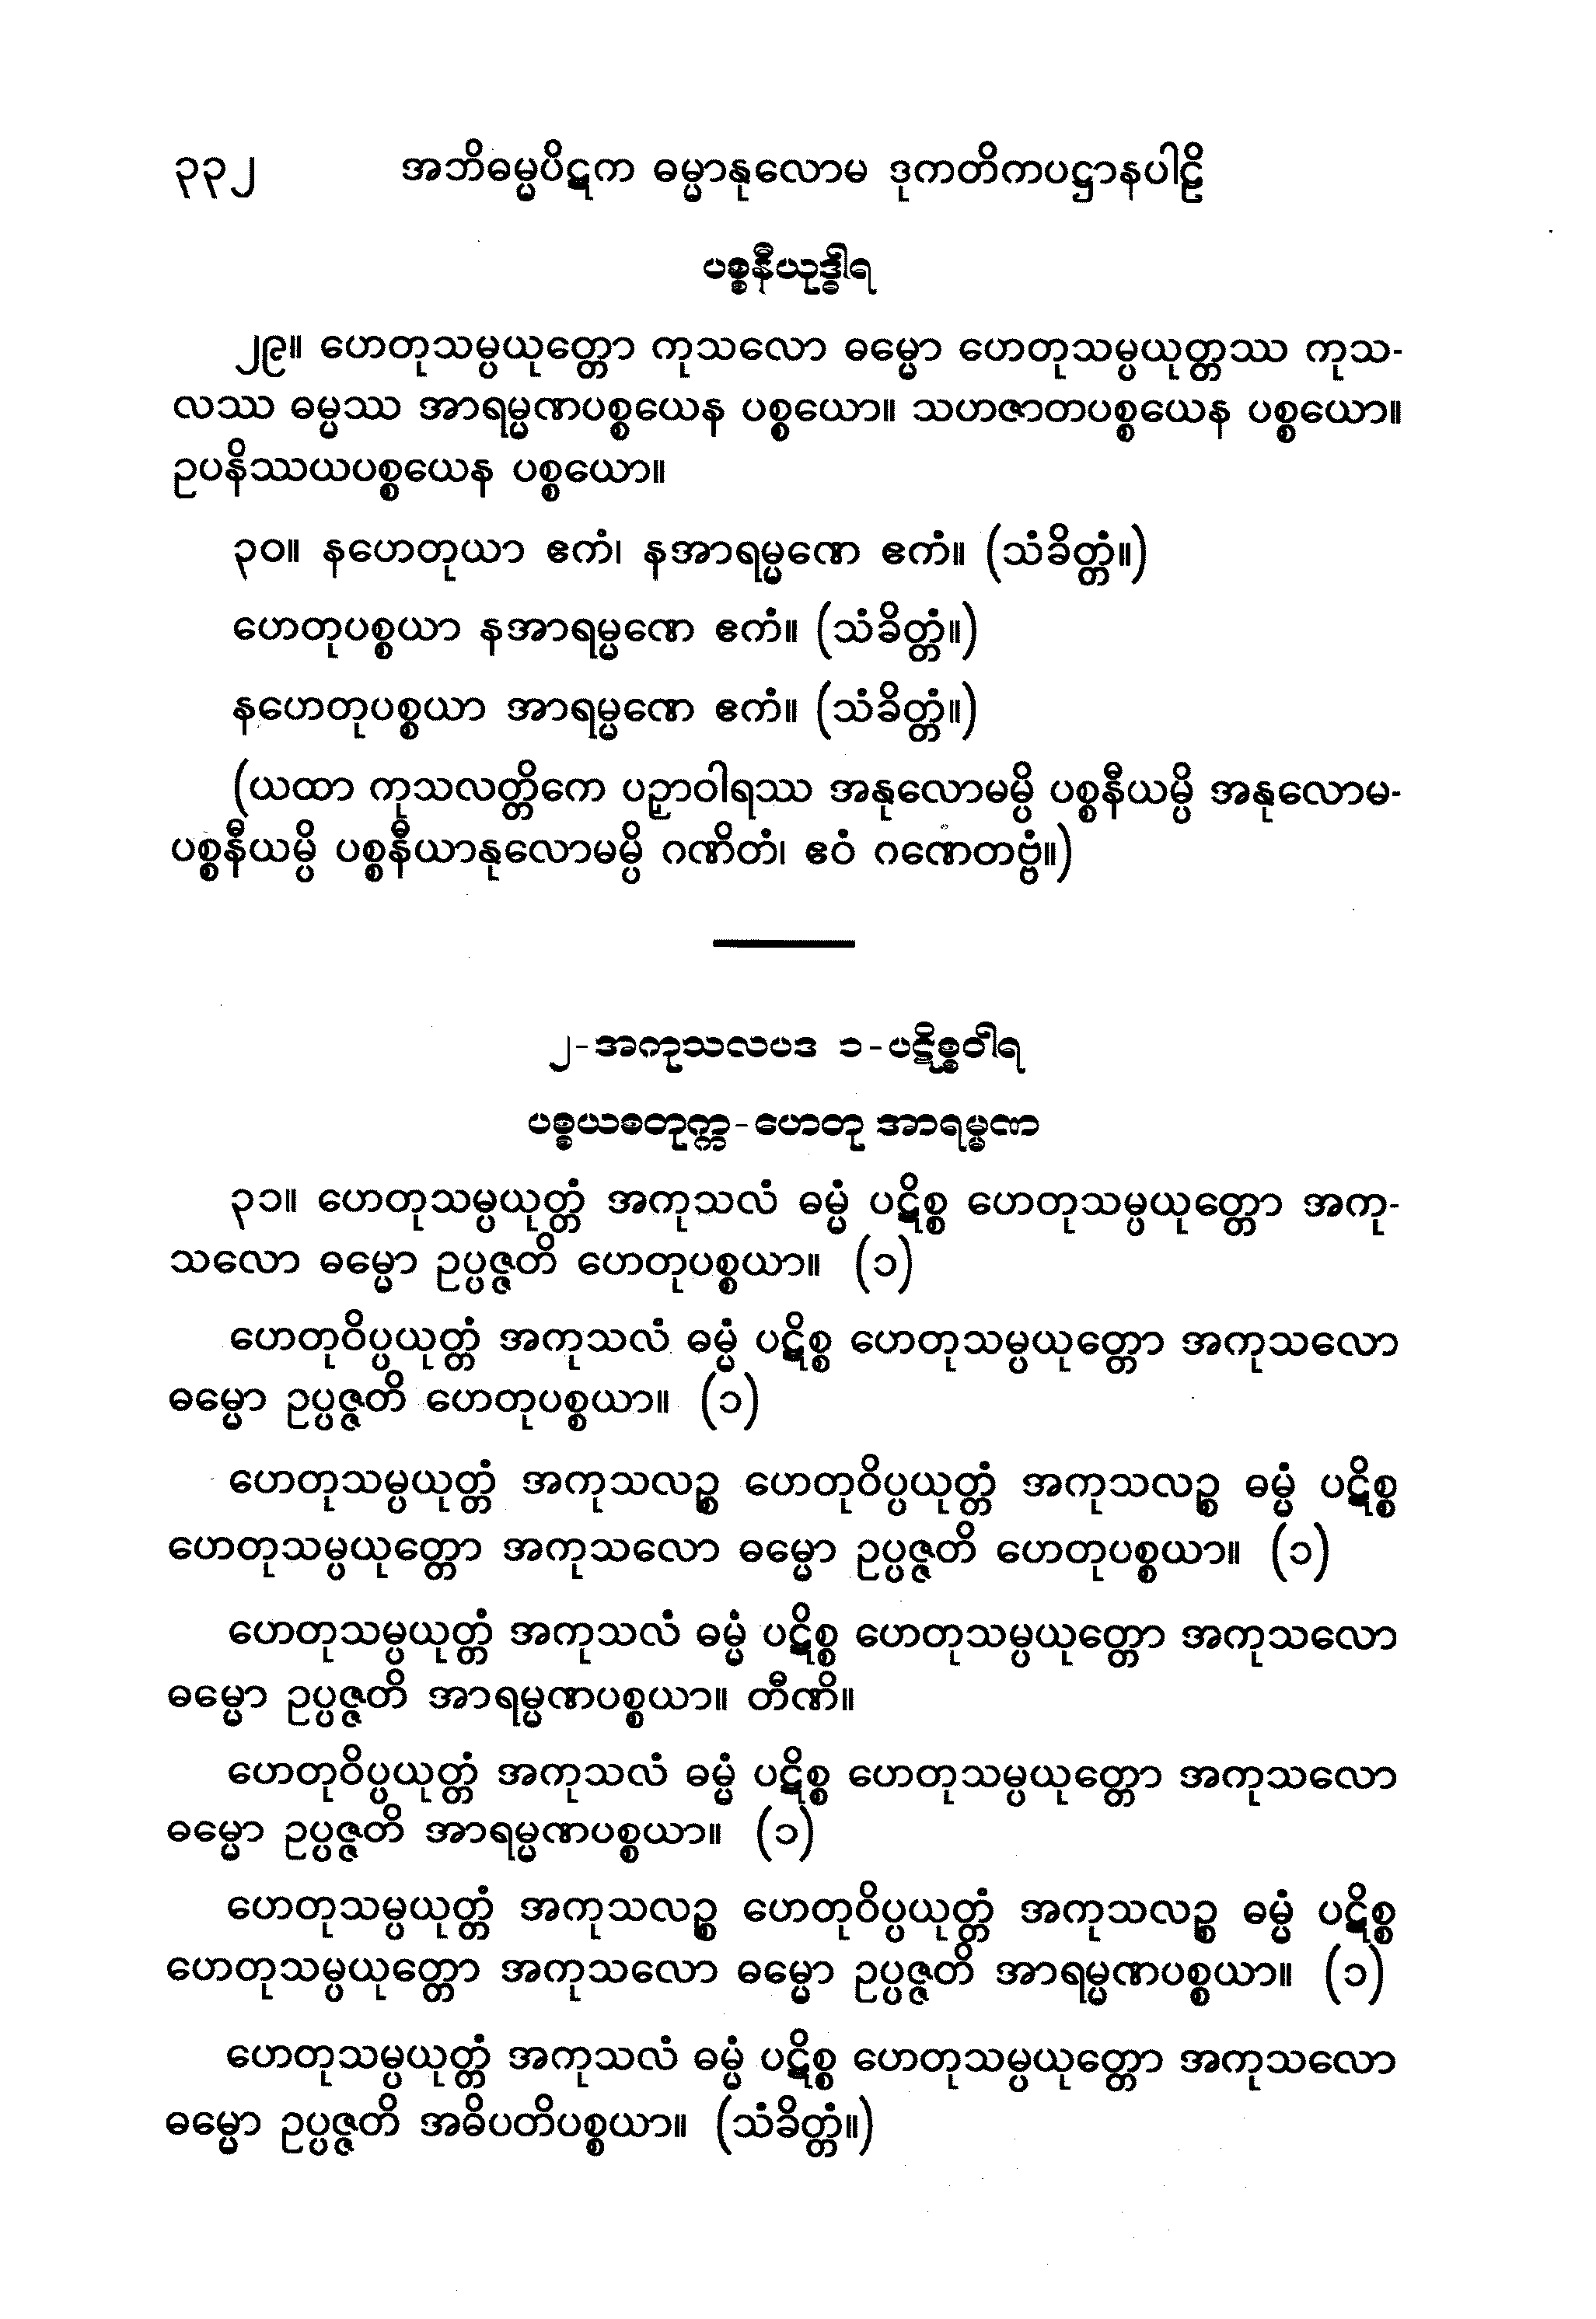 ၃၃၂ အဘိဓမ္မပိဋက ဓမ္မာနုလောမ ဒုကတိကပဋ္ဌာနပါဠိ
ပစ္စနီယုဒ္ဓါရ
၂၉။ ဟေတုသမ္ပယုတ္တော ကုသလော ဓမ္မော ဟေတုသမ္ပယုတ္တဿ ကုသ-
လဿ ဓမ္မဿ အာရမ္မဏပစ္စယေန ပစ္စယော။ သဟဇာတပစ္စယေန ပစ္စယော။
ဥပနိဿယပစ္စယေန ပစ္စယော။
၃၀။ နဟေတုယာ ဧကံ၊ နအာရမ္မဏေ ဧကံ။ (သံခိတ္တံ။)
ဟေတုပစ္စယာ နအာရမ္မဏေ ဧကံ။ (သံခိတ္တံ။)
နဟေတုပစ္စယာ အာရမ္မဏေ ဧကံ။ (သံခိတ္တံ။)
(ယထာ ကုသလတ္တိကေ ပဉှာဝါရဿ အနုလောမမ္ပိ ပစ္စနီယမ္ပိ အနုလောမ-
ပစ္စနီယမ္ပိ ပစ္စနီယာနုလောမမ္ပိ ဂဏိတံ၊ ဧဝံ ဂဏေတဗ္ဗံ။)
၂-အကုသလပဒ ၁-ပဋိစ္စဝါရ
ပစ္စယစတုက္က-ဟေတု အာရမ္မဏ
၃၁။ ဟေတုသမ္ပယုတ္တံ အကုသလံ ဓမ္မံ ပဋိစ္စ ဟေတုသမ္ပယုတ္တော အကု-
သလော ဓမ္မော ဥပ္ပဇ္ဇတိ ဟေတုပစ္စယာ။ (၁)
ဟေတုဝိပ္ပယုတ္တံ အကုသလံ ဓမ္မံ ပဋိစ္စ ဟေတုသမ္ပယုတ္တော အကုသလော
ဓမ္မော ဥပ္ပဇ္ဇတိ ဟေတုပစ္စယာ။ (၁)
ဟေတုသမ္ပယုတ္တံ အကုသလဉ္စ ဟေတုဝိပ္ပယုတ္တံ အကုသလဉ္စ ဓမ္မံ ပဋိစ္စ
ဟေတုသမ္ပယုတ္တော အကုသလော ဓမ္မော ဥပ္ပဇ္ဇတိ ဟေတုပစ္စယာ။ (၁)
ဟေတုသမ္ပယုတ္တံ အကုသလံ ဓမ္မံ ပဋိစ္စ ဟေတုသမ္ပယုတ္တော အကုသလော
ဓမ္မော ဥပ္ပဇ္ဇတိ အာရမ္မဏပစ္စယာ။ တီဏိ။
ဟေတုဝိပ္ပယုတ္တံ အကုသလံ ဓမ္မံ ပဋိစ္စ ဟေတုသမ္ပယုတ္တော အကုသလော
ဓမ္မော ဥပ္ပဇ္ဇတိ အာရမ္မဏပစ္စယာ။ (၁)
ဟေတုသမ္ပယုတ္တံ အကုသလဉ္စ ဟေတုဝိပ္ပယုတ္တံ အကုသလဉ္စ ဓမ္မံ ပဋိစ္စ
ဟေတုသမ္ပယုတ္တော အကုသလော ဓမ္မော ဥပ္ပဇ္ဇတိ အာရမ္မဏပစ္စယာ။ (၁)
ဟေတုသမ္ပယုတ္တံ အကုသလံ ဓမ္မံ ပဋိစ္စ ဟေတုသမ္ပယုတ္တော အကုသလော
ဓမ္မော ဥပ္ပဇ္ဇတိ အဓိပတိပစ္စယာ။ (သံခိတ္တံ။)